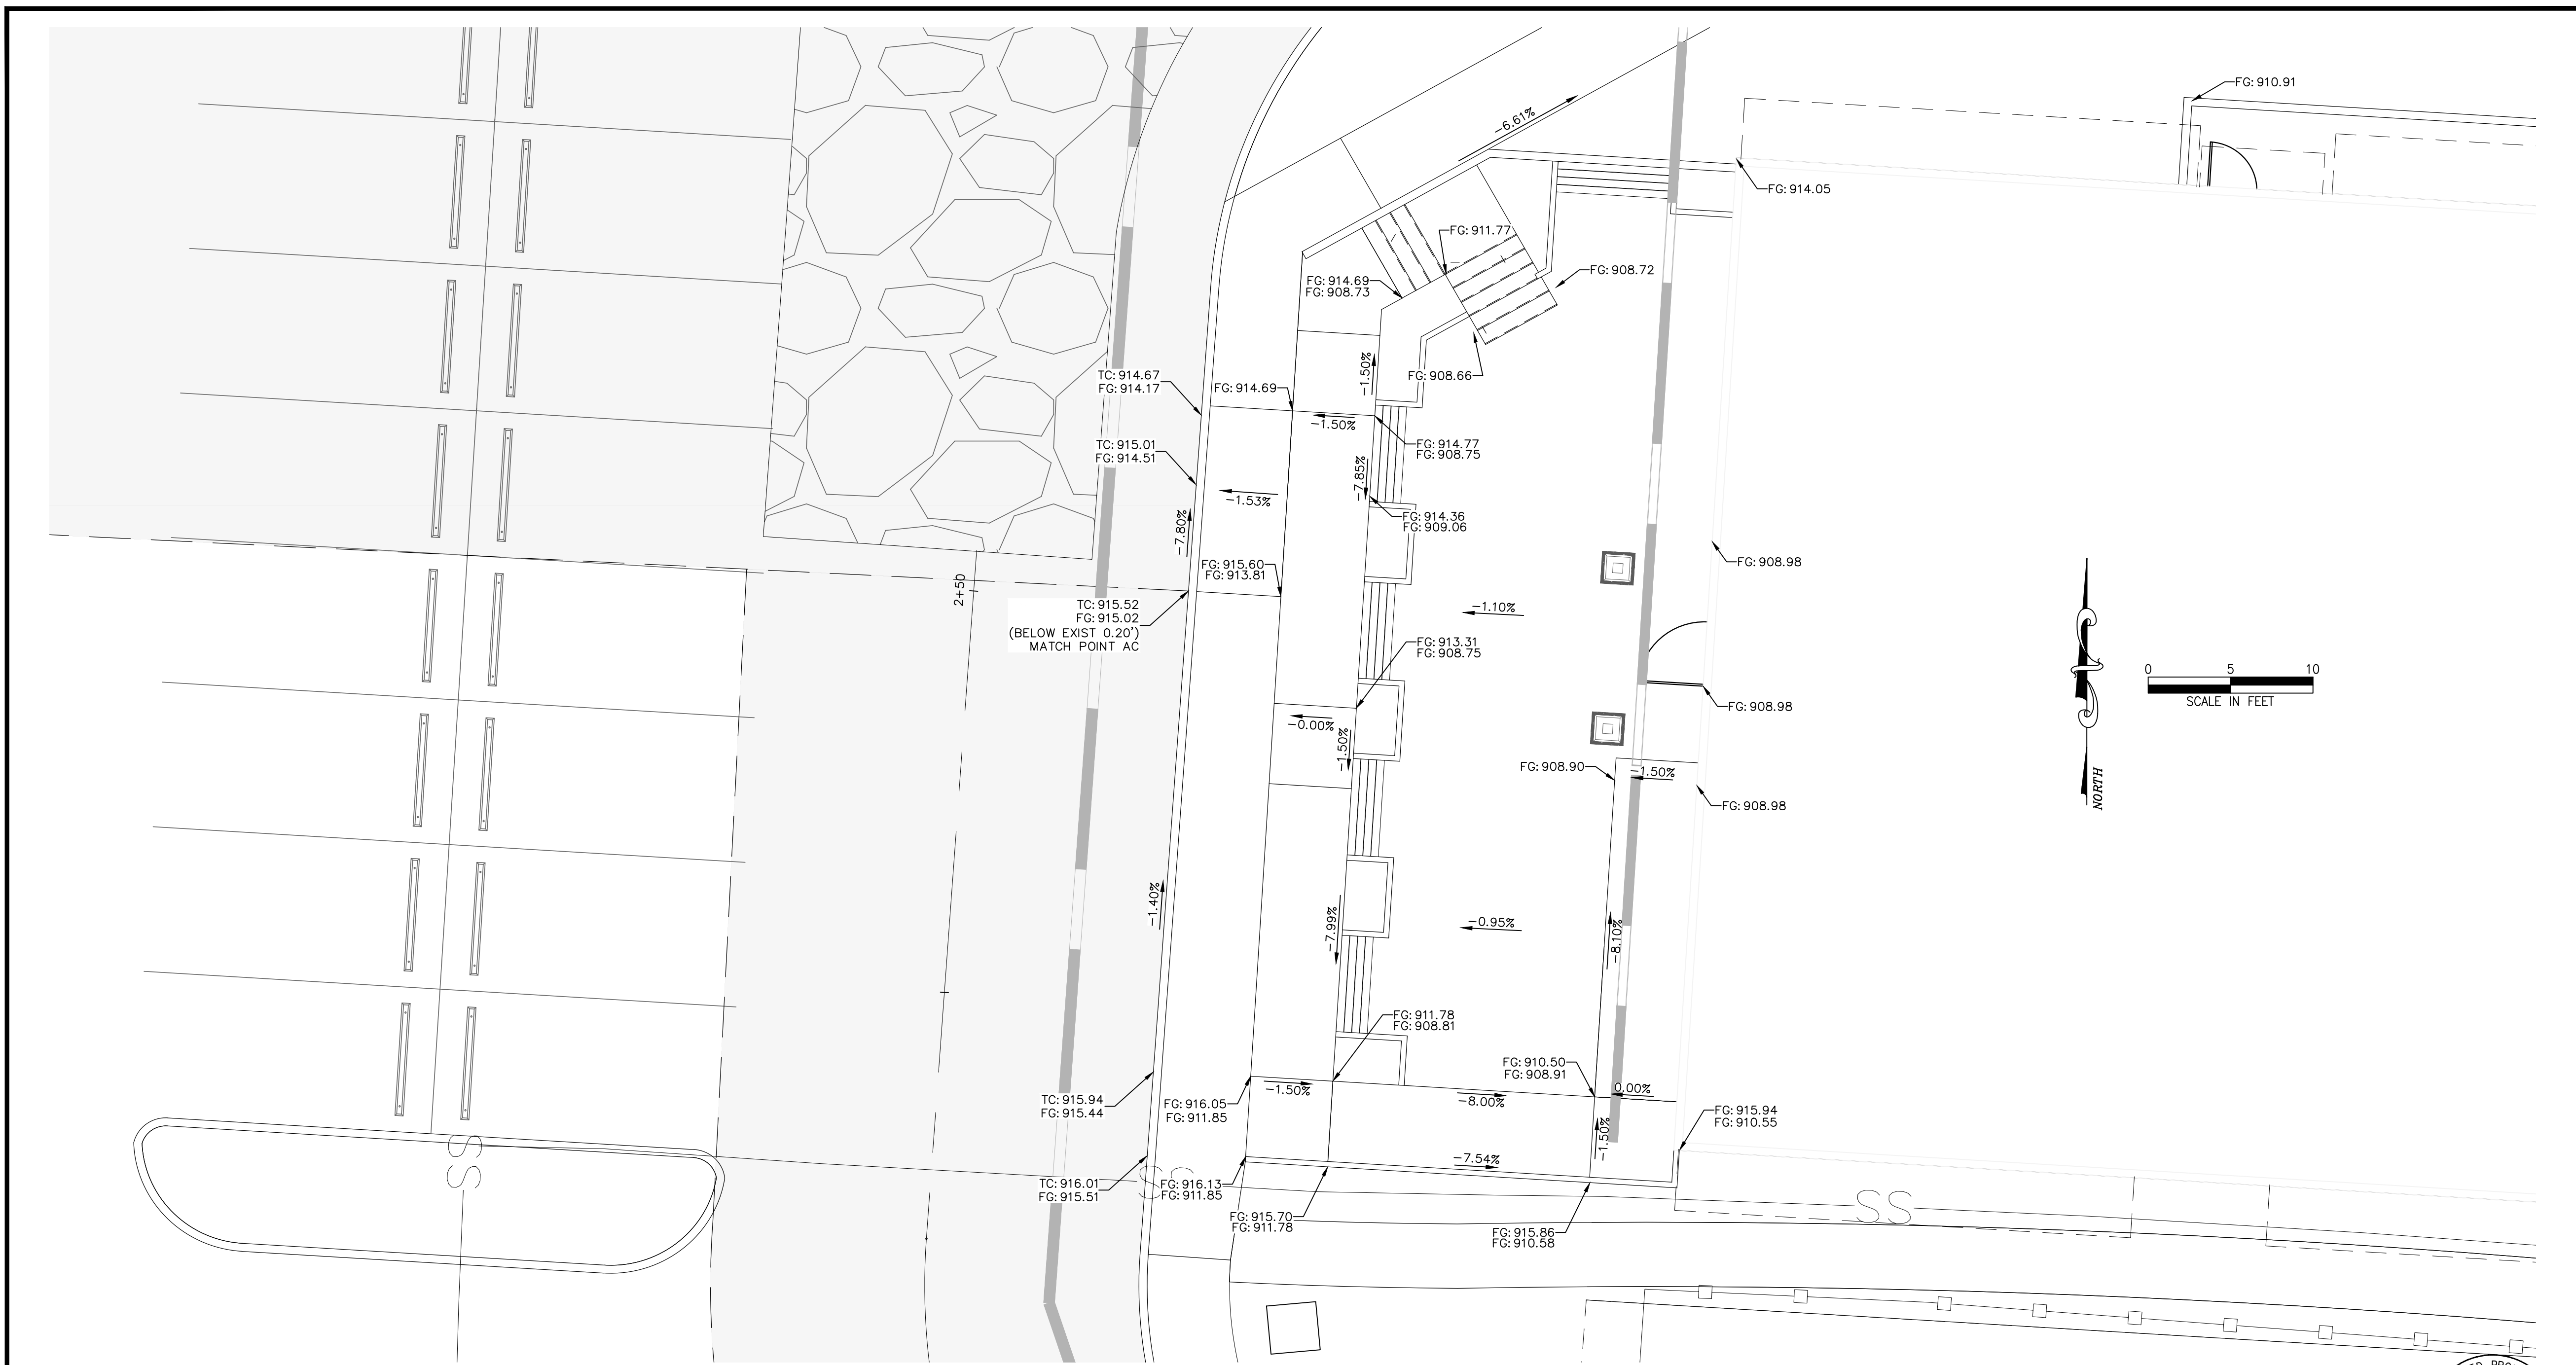 FG: 910.91
-6.61%
FG: 914.05
FG: 911.77
FG: 908.72
FG: 914.69
FG: 908.73
-1.50%
TC: 914.67
FG: 914.17
FG: 914.69
FG: 908.66
-1.50%
TC: 915.01
FG: 914.51
FG: 914.77
FG: 908.75
-7.85%
-1.53%
FG: 914.36
FG: 909.06
-7.80%
FG: 915.60
FG: 913.81
FG: 908.98
2+50
TC: 915.52
FG: 915.02
(BELOW EXIST 0.20')
MATCH POINT AC
-1.10%
FG: 913.31
FG: 908.75
0 5 10
SCALE IN FEET
FG: 908.98
-0.00%
-1.50%
FG: 908.90
-1.50%
NORTH
FG: 908.98
-1.40%
-7.99%
-0.95%
-8.10%
FG: 911.78
FG: 908.81
FG: 910.50
FG: 908.91
0.00%
-1.50%
-8.00%
TC: 915.94
FG: 915.44
FG: 916.05
FG: 911.85
FG: 915.94
FG: 910.55
-1.50%
SS
-7.54%
TC: 916.01
FG: 915.51
SS
FG: 916.13
FG: 911.85
SS
FG: 915.70
FG: 911.78
FG: 915.86
FG: 910.58